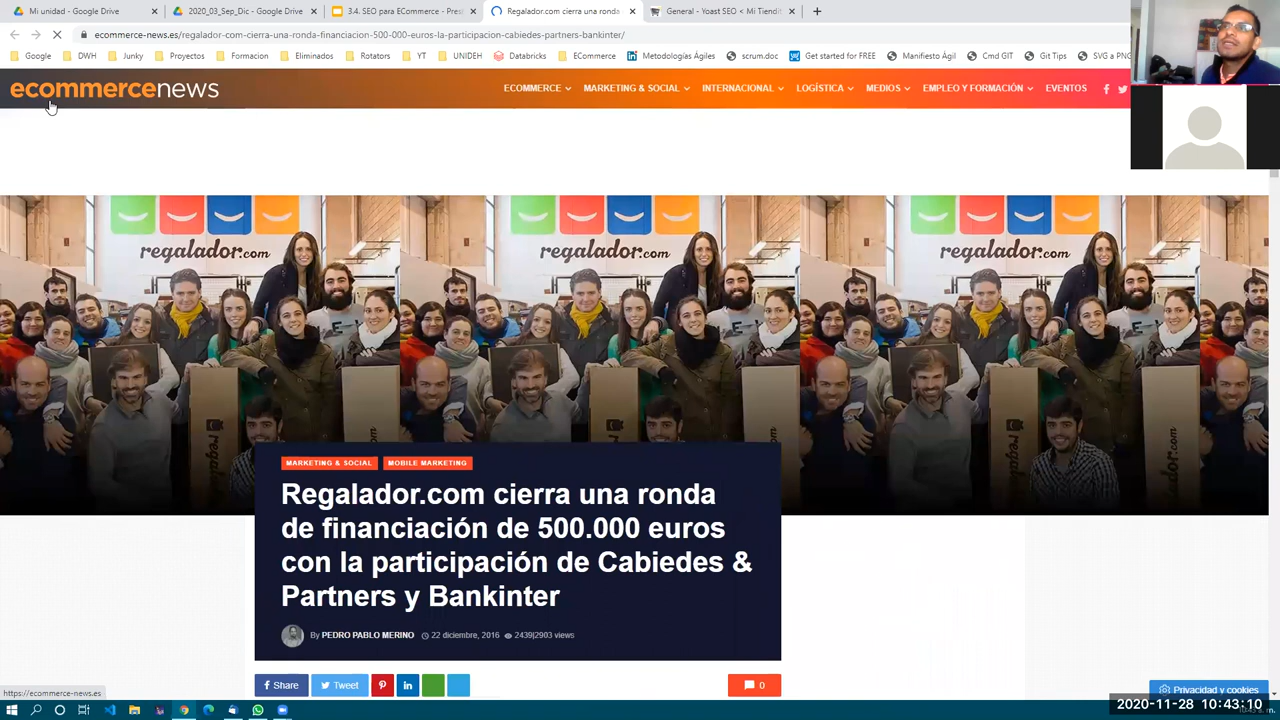 Mi unidad - Google Drive
2020_03_Sep_Dic - Google Drive
3.4. SEO para ECommerce - Pres
Regalador.com cierra una ronda
General - Yoast SEO < Mi Tiendit
ecommerce-news.es/regalador-com-cierra-una-ronda-financiacion-500-000-euros-la-participacion-cabiedes-partners-bankinter/
Google DWH Junky Proyectos Formacion Eliminados Rotators YT UNIDEH Databricks ECommerce Metodologías Ágiles scrum.doc Get started for FREE Manifiesto Ágil Cmd GIT Git Tips SVG a PNG
ecommercenews
ECOMMERCE MARKETING & SOCIAL INTERNACIONAL LOGÍSTICA MEDIOS EMPLEO Y FORMACIÓN EVENTOS
regalador.com regalador.com regalador.com
MARKETING & SOCIAL MOBILE MARKETING
Regalador.com cierra una ronda
de financiación de 500.000 euros
con la participación de Cabiedes &
Partners y Bankinter
By PEDRO PABLO MERINO 22 diciembre, 2016 2439|2903 views
Share Tweet 0
https://ecommerce-news.es
Privacidad y cookies
2020-11-28 10:43:10